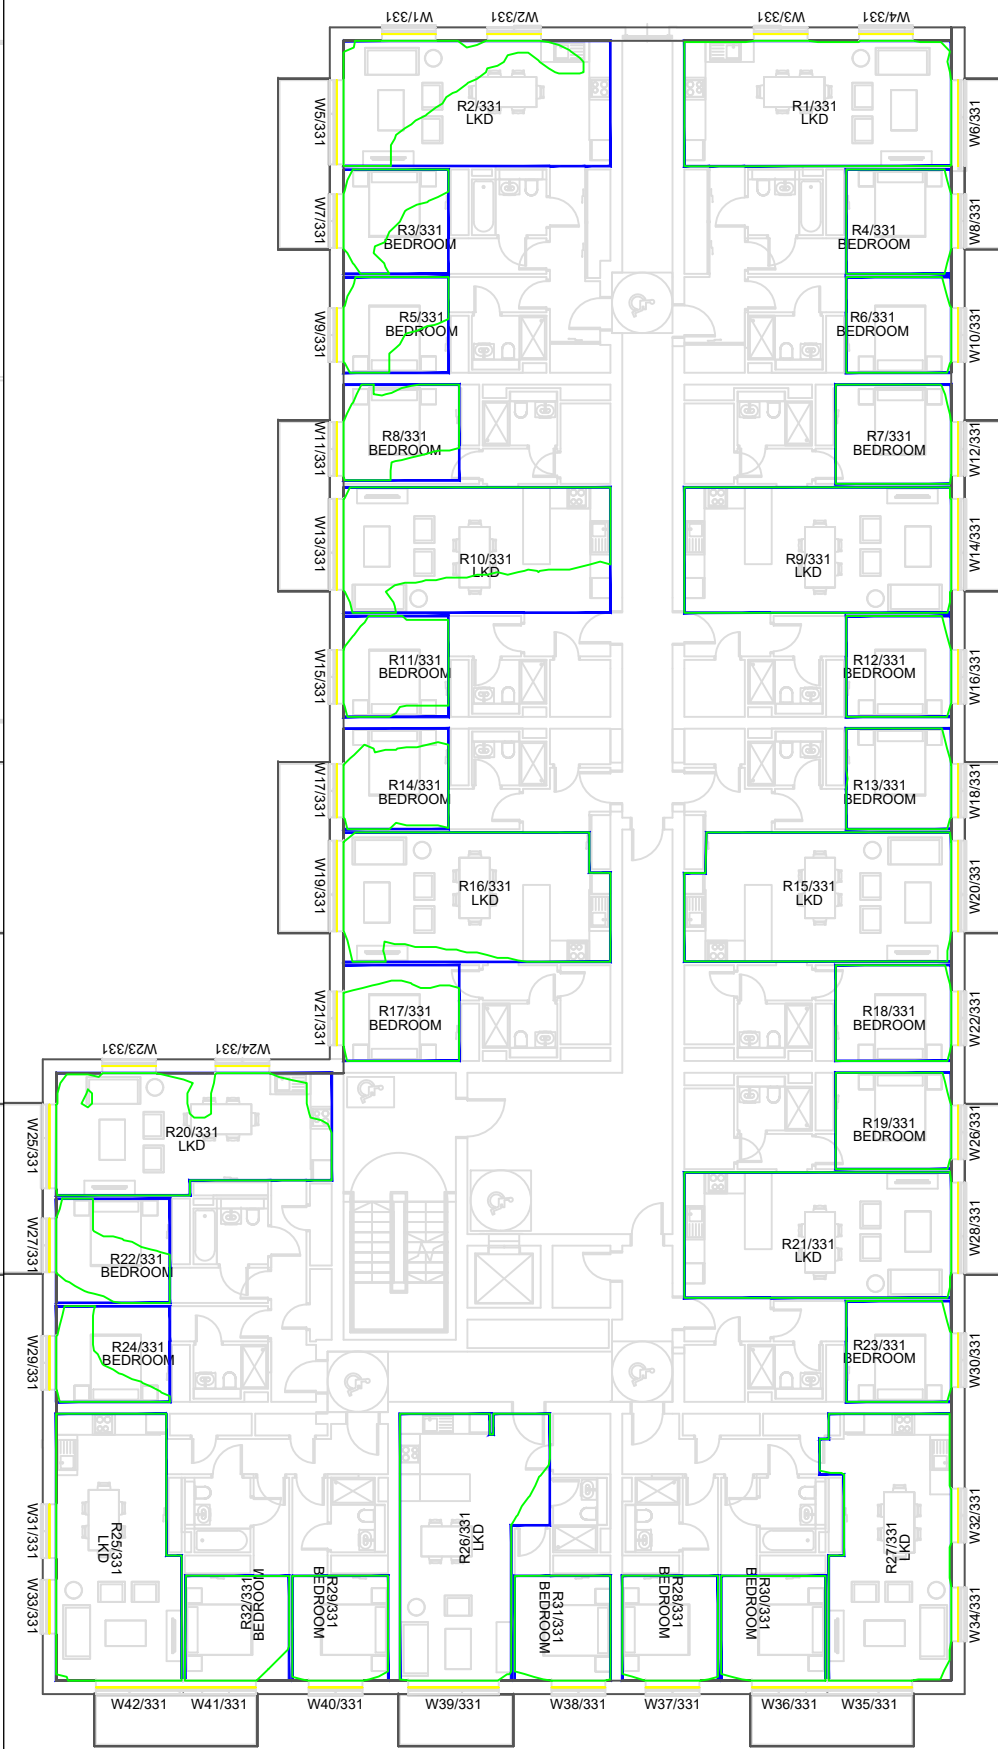 W1/331
W2/331
W3/331
W4/331
W5/331
R2/331
LKD
R1/331
LKD
W6/331
W7/331
R3/331
BEDROOM
R4/331
BEDROOM
W8/331
W9/331
R5/331
BEDROOM
R6/331
BEDROOM
W10/331
W11/331
R8/331
BEDROOM
R7/331
BEDROOM
W12/331
W13/331
R10/331
LKD
R9/331
LKD
W14/331
W15/331
R11/331
BEDROOM
R12/331
BEDROOM
W16/331
W17/331
R14/331
BEDROOM
R13/331
BEDROOM
W18/331
W19/331
R16/331
LKD
R15/331
LKD
W20/331
W21/331
R17/331
BEDROOM
R18/331
BEDROOM
W22/331
W23/331
W24/331
W25/331
R20/331
LKD
R19/331
BEDROOM
W26/331
W27/331
R22/331
BEDROOM
R21/331
LKD
W28/331
W29/331
R24/331
BEDROOM
R23/331
BEDROOM
W30/331
W31/331
R25/331
LKD
R26/331
LKD
R27/331
LKD
W32/331
W33/331
R32/331
BEDROOM
R29/331
BEDROOM
R31/331
BEDROOM
R28/331
BEDROOM
R30/331
BEDROOM
W34/331
W42/331
W41/331
W40/331
W39/331
W38/331
W37/331
W36/331
W35/331